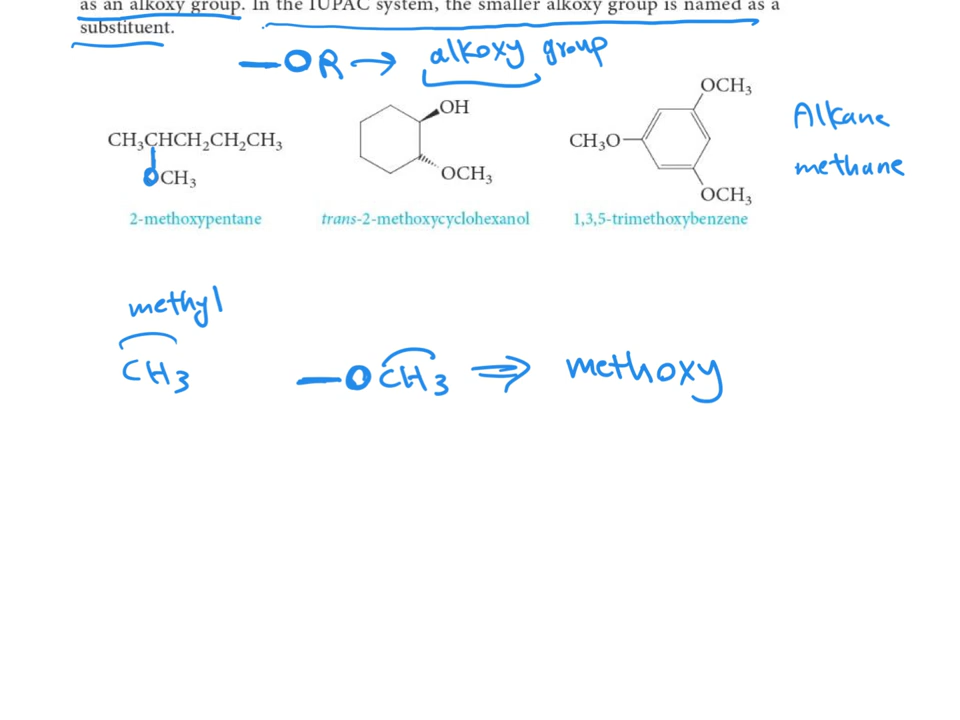 as an alkoxy group. In the IUPAC system, the smaller alkoxy group is named as a
substituent.
—OR → alkoxy group
OH
OCH₃
Alkane
CH₃CHCH₂CH₂CH₃
CH₃O
methane
OCH₃
OCH₃
OCH₃
2-methoxypentane
trans-2-methoxycyclohexanol
1,3,5-trimethoxybenzene
methyl
CH3
—OCH3 ⇒ methoxy